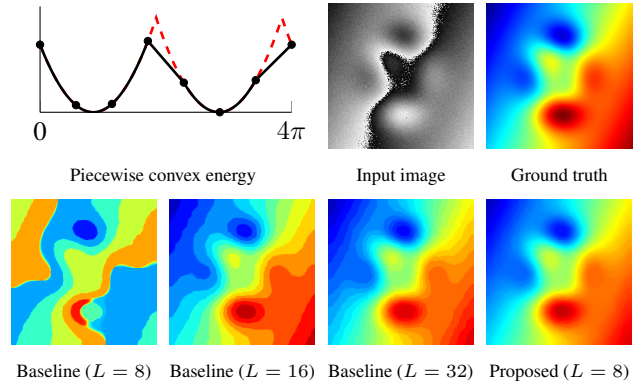 0
4π
Piecewise convex energy
Input image
Ground truth
Baseline (L = 8)
Baseline (L = 16)
Baseline (L = 32)
Proposed (L = 8)